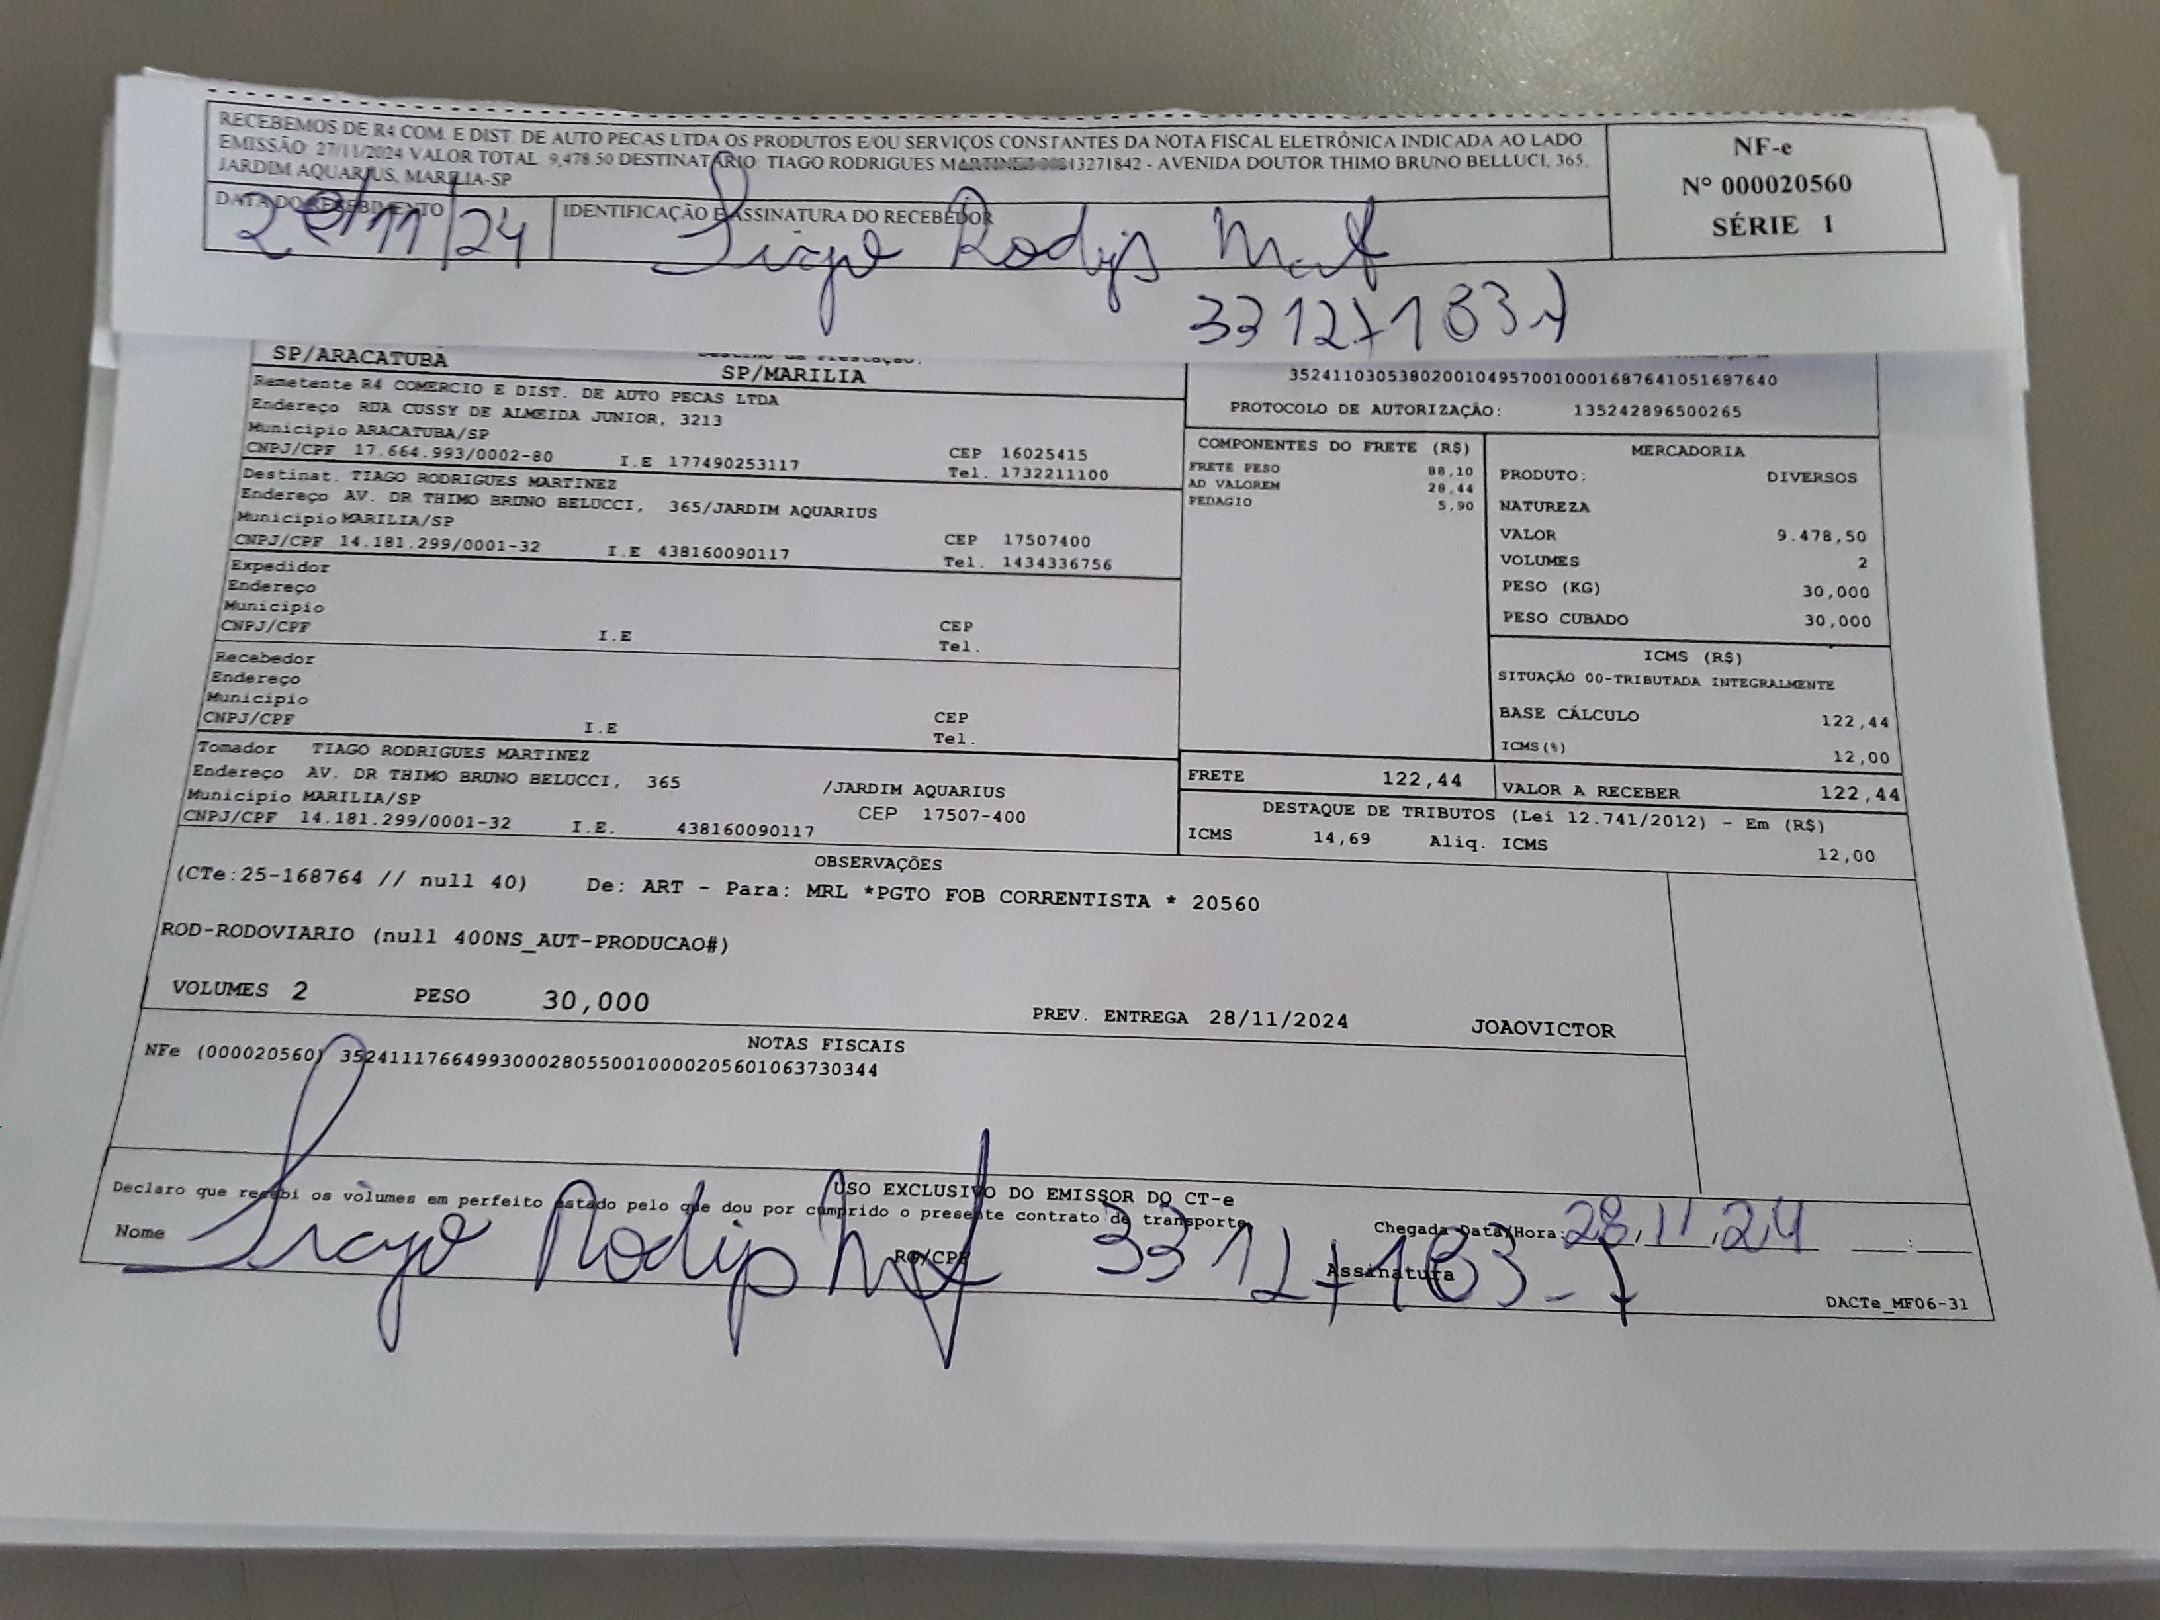 RECEBEMOS DE R4 COM. E DIST. DE AUTO PECAS LTDA OS PRODUTOS E/OU SERVIÇOS CONSTANTES DA NOTA FISCAL ELETRÔNICA INDICADA AO LADO
EMISSÃO: 27/11/2024 VALOR TOTAL: 9,478.50 DESTINATÁRIO: TIAGO RODRIGUES MARTINEZ 13271842 - AVENIDA DOUTOR THIMO BRUNO BELLUCI, 365.
JARDIM AQUARIUS, MARILIA-SP
NF-e
Nº 000020560
SÉRIE 1
DATA DO RECEBIMENTO
IDENTIFICAÇÃO E ASSINATURA DO RECEBEDOR
/11/24
33127183-7
SP/ARACATUBA
SP/MARILIA
Remetente R4 COMERCIO E DIST. DE AUTO PECAS LTDA
Endereço RUA CUSSY DE ALMEIDA JUNIOR, 3213
Municipio ARACATUBA/SP CEP 16025415
CNPJ/CPF 17.664.993/0002-80 I.E 177490253117 Tel. 1732211100
Destinat. TIAGO RODRIGUES MARTINEZ
Endereço AV. DR THIMO BRUNO BELUCCI, 365/JARDIM AQUARIUS
Municipio MARILIA/SP CEP 17507400
CNPJ/CPF 14.181.299/0001-32 I.E 438160090117 Tel. 1434336756
Expedidor
Endereço
Municipio CEP
CNPJ/CPF I.E Tel.
Recebedor
Endereço
Municipio CEP
CNPJ/CPF I.E Tel.
Tomador TIAGO RODRIGUES MARTINEZ
Endereço AV. DR THIMO BRUNO BELUCCI, 365 /JARDIM AQUARIUS
Municipio MARILIA/SP CEP 17507-400
CNPJ/CPF 14.181.299/0001-32 I.E. 438160090117
35241103053802001049570010001687641051687640
PROTOCOLO DE AUTORIZAÇÃO: 135242896500265
COMPONENTES DO FRETE (R$)
FRETE PESO 88,10
AD VALOREM 28,44
PEDAGIO 5,90
MERCADORIA
PRODUTO: DIVERSOS
NATUREZA
VALOR 9.478,50
VOLUMES 2
PESO (KG) 30,000
PESO CUBADO 30,000
ICMS (R$)
SITUAÇÃO 00-TRIBUTADA INTEGRALMENTE
BASE CÁLCULO 122,44
ICMS(%) 12,00
FRETE 122,44 VALOR A RECEBER 122,44
DESTAQUE DE TRIBUTOS (Lei 12.741/2012) - Em (R$)
ICMS 14,69 Aliq. ICMS 12,00
OBSERVAÇÕES
(CTe:25-168764 // null 40) De: ART - Para: MRL *PGTO FOB CORRENTISTA * 20560
ROD-RODOVIARIO (null 400NS_AUT-PRODUCAO#)
VOLUMES 2 PESO 30,000 PREV. ENTREGA 28/11/2024 JOAOVICTOR
NOTAS FISCAIS
NFe (000020560) 35241117664993000280550010000205601063730344
USO EXCLUSIVO DO EMISSOR DO CT-e
Declaro que recebi os volumes em perfeito estado pelo que dou por cumprido o presente contrato de transporte.
Chegada Data/Hora: 28,11,24 :
Nome RG/CPF Assinatura
33127183-7
DACTe_MF06-31